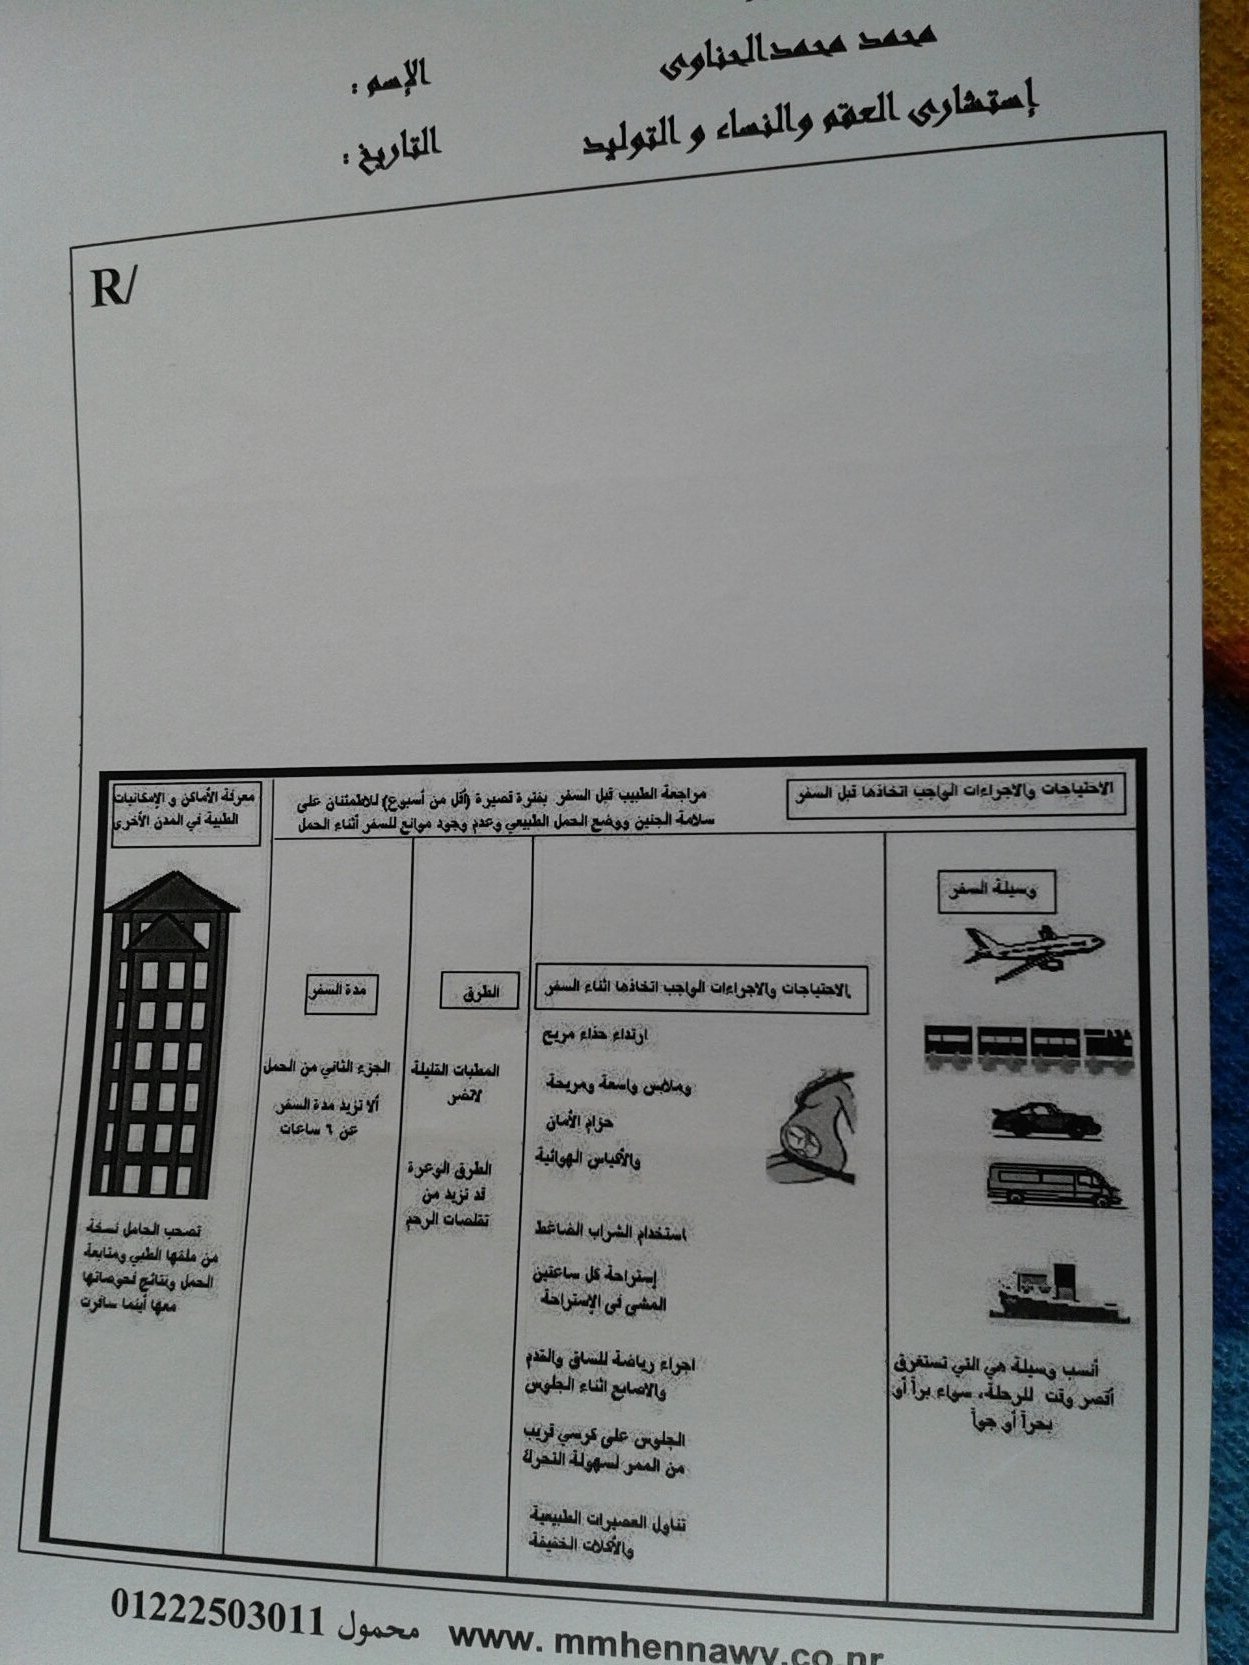 محمد محمد الحناوى
إستشارى العقم والنساء و التوليد
الإسم :
التاريخ :
R/
الاحتياجات والاجراءات الواجب اتخاذها قبل السفر
مراجعة الطبيب قبل السفر بفترة قصيرة (أقل من أسبوع) للاطمئنان على
سلامة الجنين ووضع الحمل الطبيعي وعدم وجود موانع للسفر أثناء الحمل
معرفة الأماكن و الإمكانيات
الطبية في المدن الأخرى
وسيلة السفر
أنسب وسيلة هي التي تستغرق
أقصر وقت للرحلة، سواء براً أو
بحراً أو جواً
الاحتياجات والاجراءات الواجب اتخاذها اثناء السفر
ارتداء حذاء مريح
وملابس واسعة ومريحة
حزام الأمان
والأكياس الهوائية
استخدام الشراب الضاغط
إستراحة كل ساعتين
المشى فى الإستراحة
اجراء رياضة للساق والقدم
والاصابع اثناء الجلوس
الجلوس على كرسي قريب
من الممر لسهولة التحرك
تناول العصيرات الطبيعية
والأكلات الخفيفة
الطرق
المطبات القليلة
لاتضر
الطرق الوعرة
قد تزيد من
تقلصات الرحم
مدة السفر
الجزء الثاني من الحمل
ألا تزيد مدة السفر
عن ٦ ساعات
تصحب الحامل نسخة
من ملفها الطبي ومتابعة
الحمل ونتائج فحوصاتها
معها أينما سافرت
محمول 01222503011
www. mmhennawy.co.nr